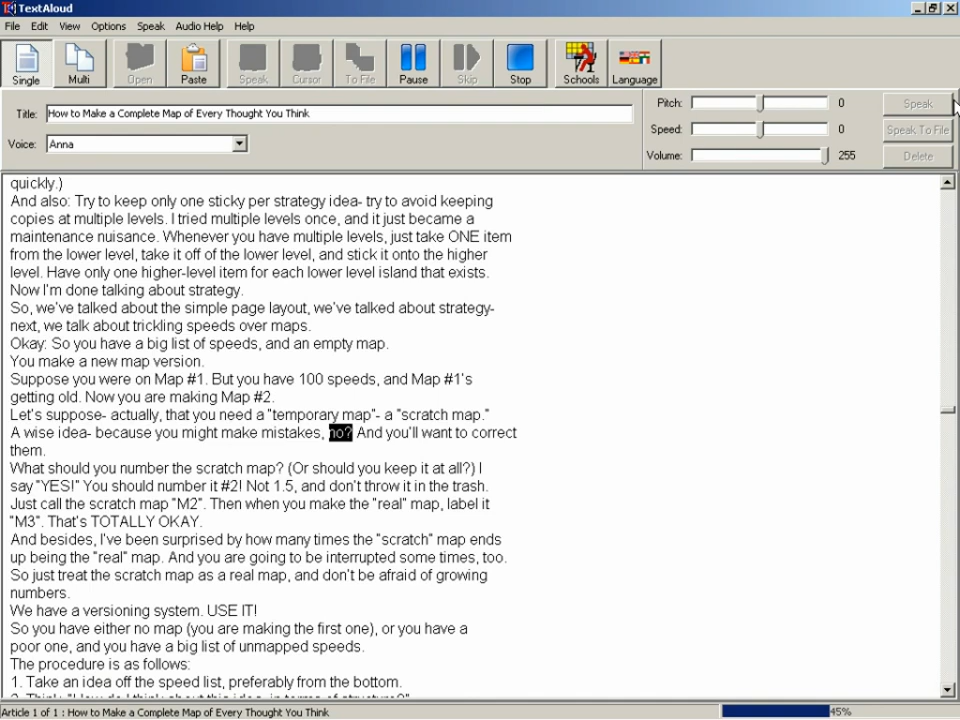 TextAloud
File Edit View Options Speak Audio Help Help
Single Multi Open Paste Speak Cursor To File Pause Skip Stop Schools Language
Title: How to Make a Complete Map of Every Thought You Think
Voice: Anna
Pitch: 0 Speak
Speed: 0 Speak To File
Volume: 255 Delete
quickly.)
And also: Try to keep only one sticky per strategy idea- try to avoid keeping
copies at multiple levels. I tried multiple levels once, and it just became a
maintenance nuisance. Whenever you have multiple levels, just take ONE item
from the lower level, take it off of the lower level, and stick it onto the higher
level. Have only one higher-level item for each lower level island that exists.
Now I'm done talking about strategy.
So, we've talked about the simple page layout, we've talked about strategy-
next, we talk about trickling speeds over maps.
Okay: So you have a big list of speeds, and an empty map.
You make a new map version.
Suppose you were on Map #1. But you have 100 speeds, and Map #1's
getting old. Now you are making Map #2.
Let's suppose- actually, that you need a "temporary map"- a "scratch map."
A wise idea- because you might make mistakes, no? And you'll want to correct
them.
What should you number the scratch map? (Or should you keep it at all?) I
say "YES!" You should number it #2! Not 1.5, and don't throw it in the trash.
Just call the scratch map "M2". Then when you make the "real" map, label it
"M3". That's TOTALLY OKAY.
And besides, I've been surprised by how many times the "scratch" map ends
up being the "real" map. And you are going to be interrupted some times, too.
So just treat the scratch map as a real map, and don't be afraid of growing
numbers.
We have a versioning system. USE IT!
So you have either no map (you are making the first one), or you have a
poor one, and you have a big list of unmapped speeds.
The procedure is as follows:
1. Take an idea off the speed list, preferably from the bottom.
2. Think: "How do I think about this idea, in terms of structure?"
Article 1 of 1 : How to Make a Complete Map of Every Thought You Think 45%